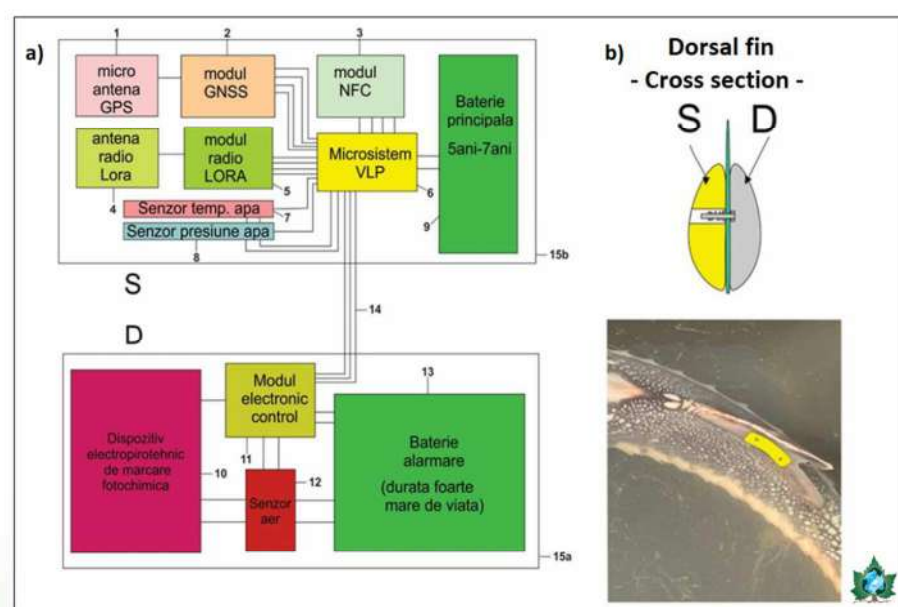 a)
1
2
3
micro
antena
GPS
modul
GNSS
modul
NFC
Baterie
principala
5ani-7ani
antena
radio
Lora
modul
radio
LORA
Microsistem
VLP
4
5
6
Senzor temp. apa
7
Senzor presiune apa
8
9
15b
S
14
D
13
Dispozitiv
electropirotehnic
de marcare
fotochimica
10
Modul
electronic
control
11
12
Senzor
aer
Baterie
alarmare
(durata foarte
mare de viata)
15a
b)
Dorsal fin
- Cross section -
S
D